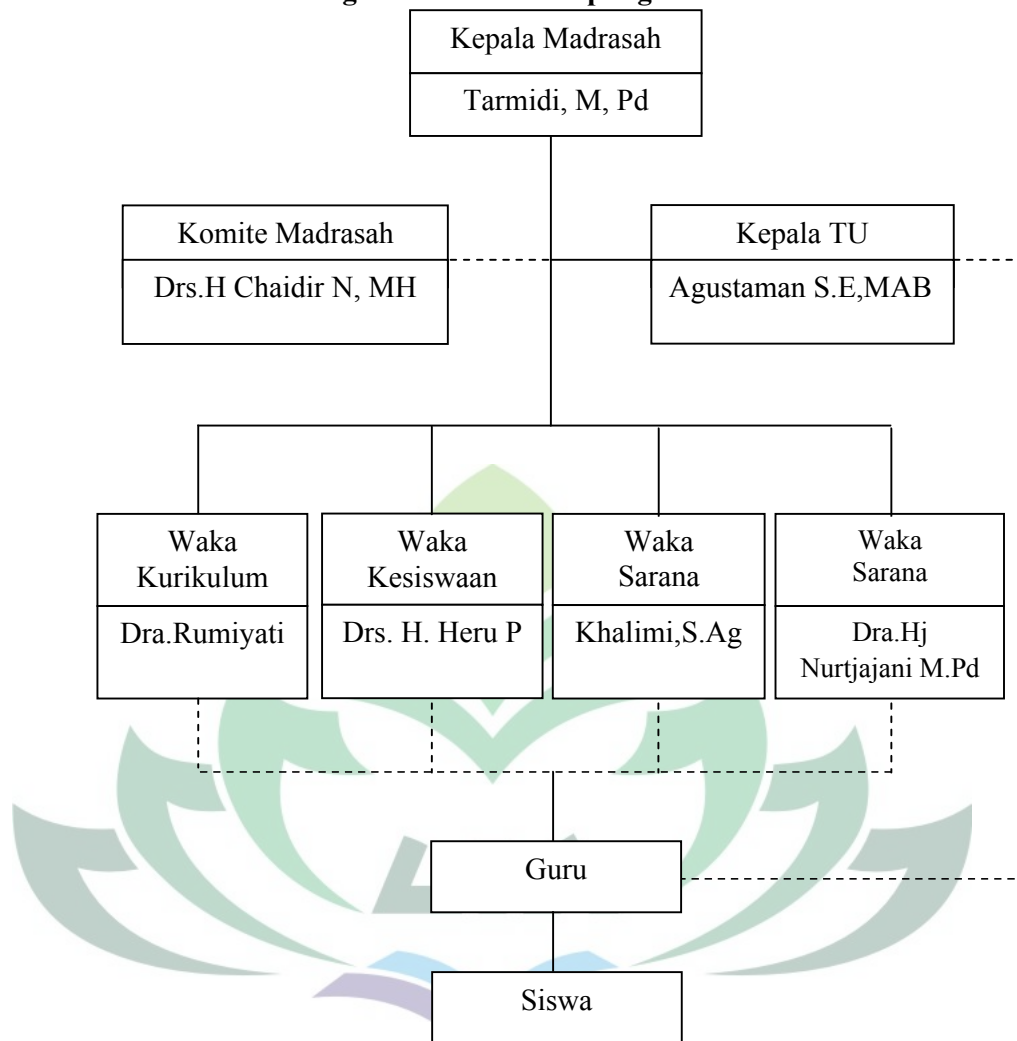 Kepala Madrasah
Tarmidi, M, Pd
Komite Madrasah
Drs.H Chaidir N, MH
Kepala TU
Agustaman S.E,MAB
Waka
Kurikulum
Dra.Rumiyati
Waka
Kesiswaan
Drs. H. Heru P
Waka
Sarana
Khalimi,S.Ag
Waka
Sarana
Dra.Hj
Nurtjajani M.Pd
Guru
Siswa